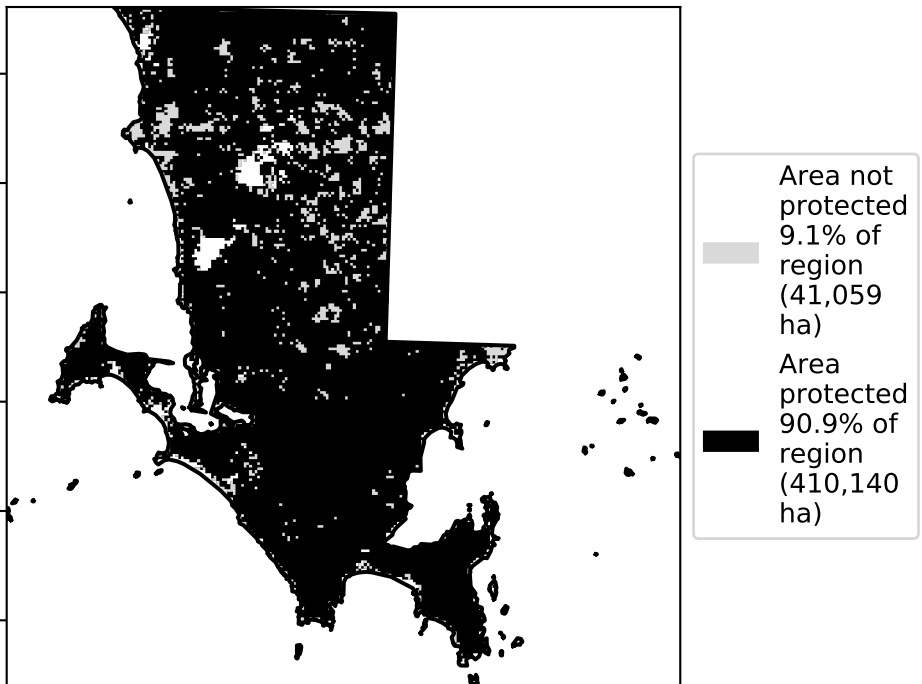 Area not
protected
9.1% of
region
(41,059
ha)
Area
protected
90.9% of
region
(410,140
ha)